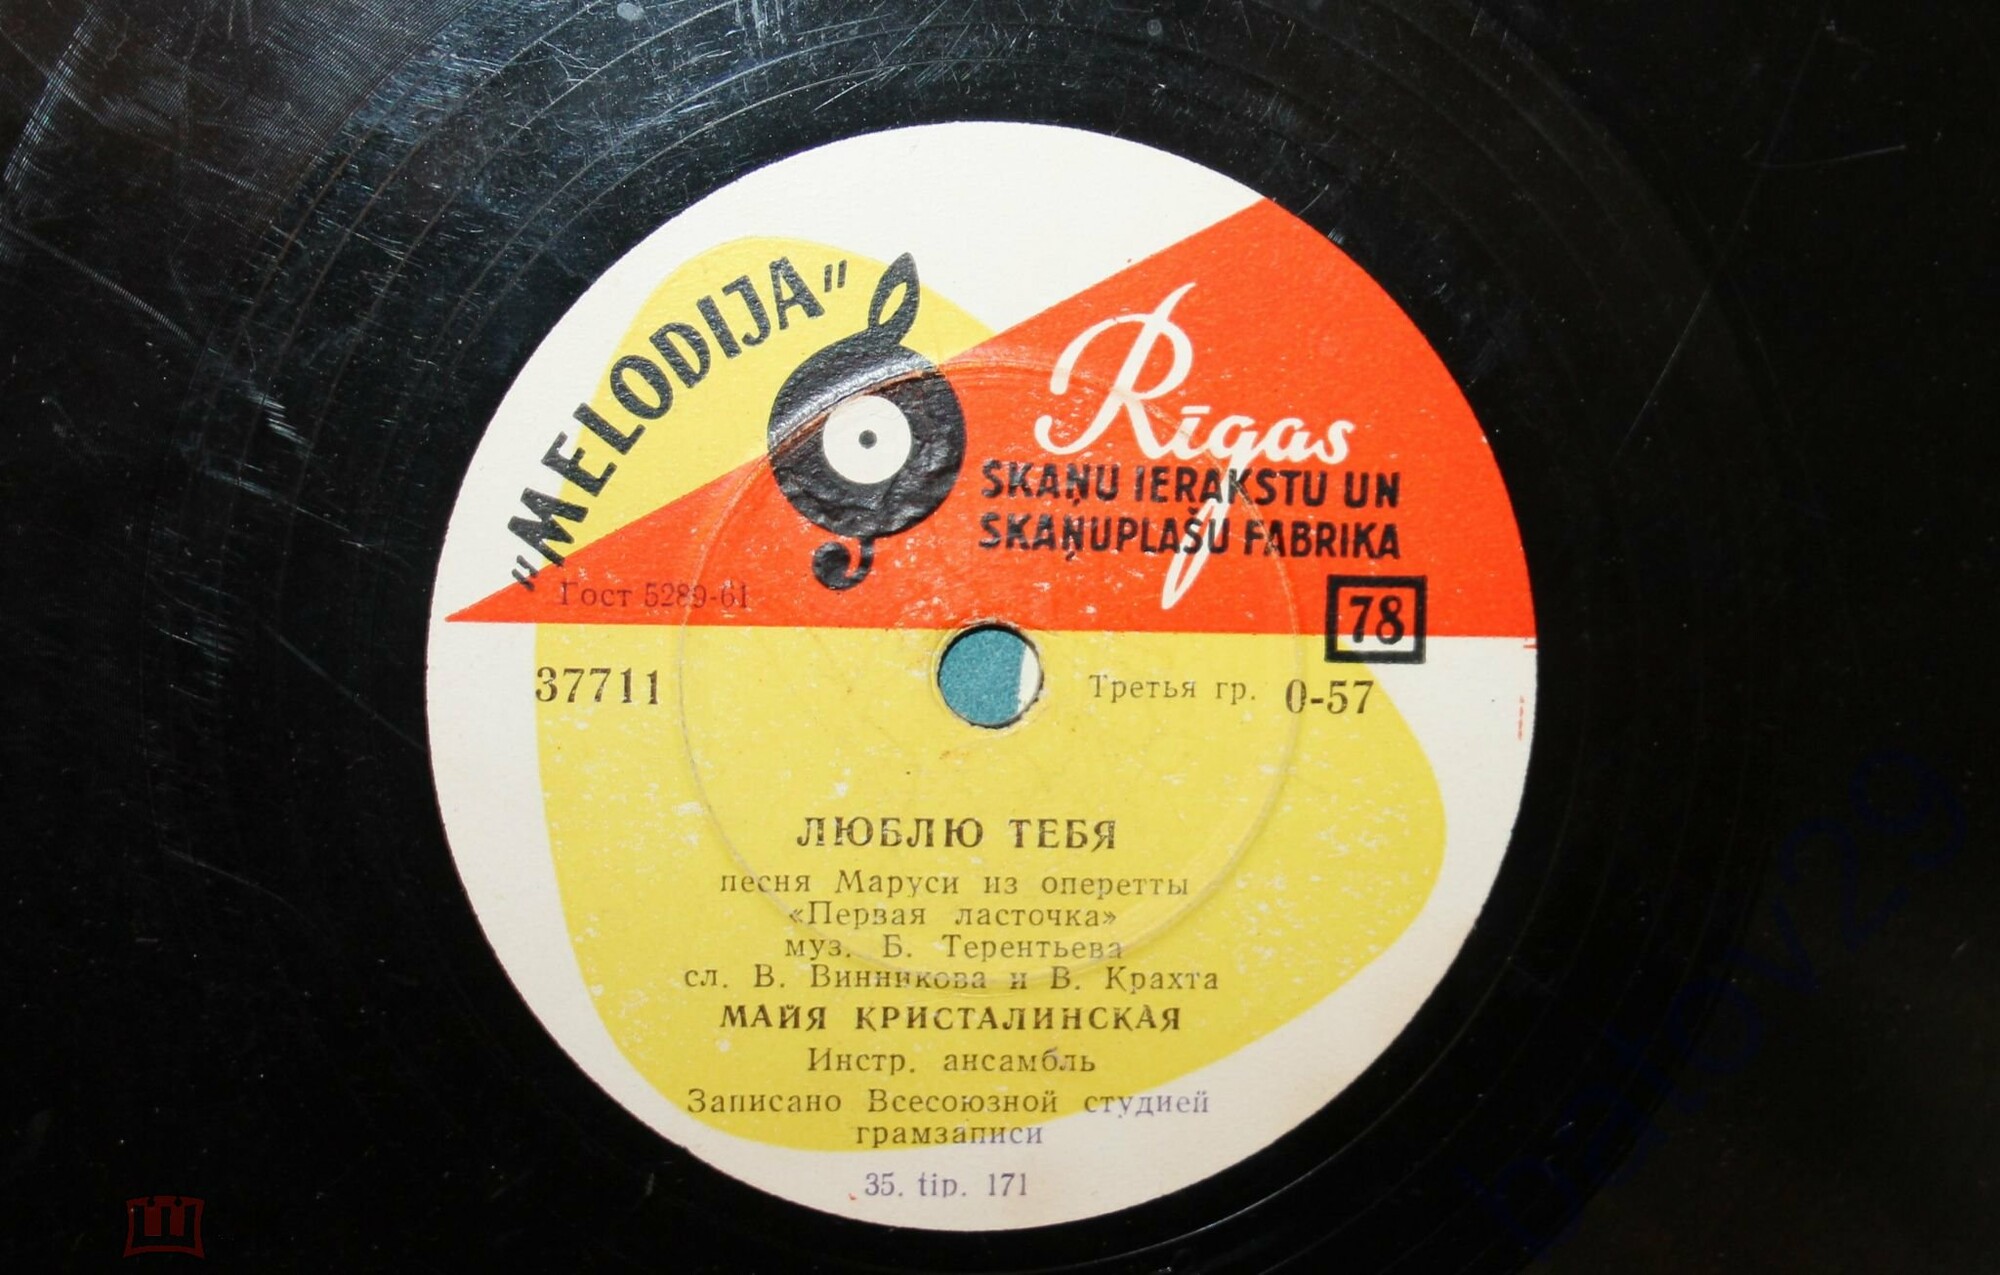 „MELODIJA”
Rīgas
SKAŅU IERAKSTU UN
SKAŅUPLAŠU FABRIKA
Гост 5289-61
78
37711
Третья гр. 0-57
ЛЮБЛЮ ТЕБЯ
песня Маруси из оперетты
«Первая ласточка»
муз. Б. Терентьева
сл. В. Винникова и В. Крахта
МАЙЯ КРИСТАЛИНСКАЯ
Инстр. ансамбль
Записано Всесоюзной студией
грамзаписи
35. tip. 171